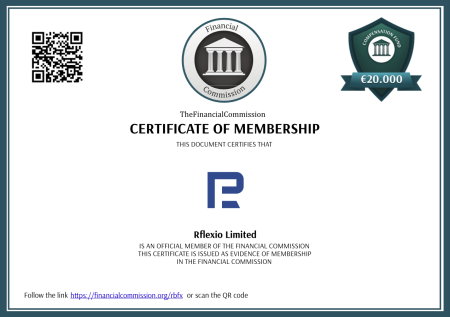 Financial
Commission
COMPENSATION FUND
€20.000
TheFinancialCommission
CERTIFICATE OF MEMBERSHIP
THIS DOCUMENT CERTIFIES THAT
Rflexio Limited
IS AN OFFICIAL MEMBER OF THE FINANCIAL COMMISSION
THIS CERTIFICATE IS ISSUED AS EVIDENCE OF MEMBERSHIP
IN THE FINANCIAL COMMISSION
Follow the link https://financialcommission.org/rbfx or scan the QR code